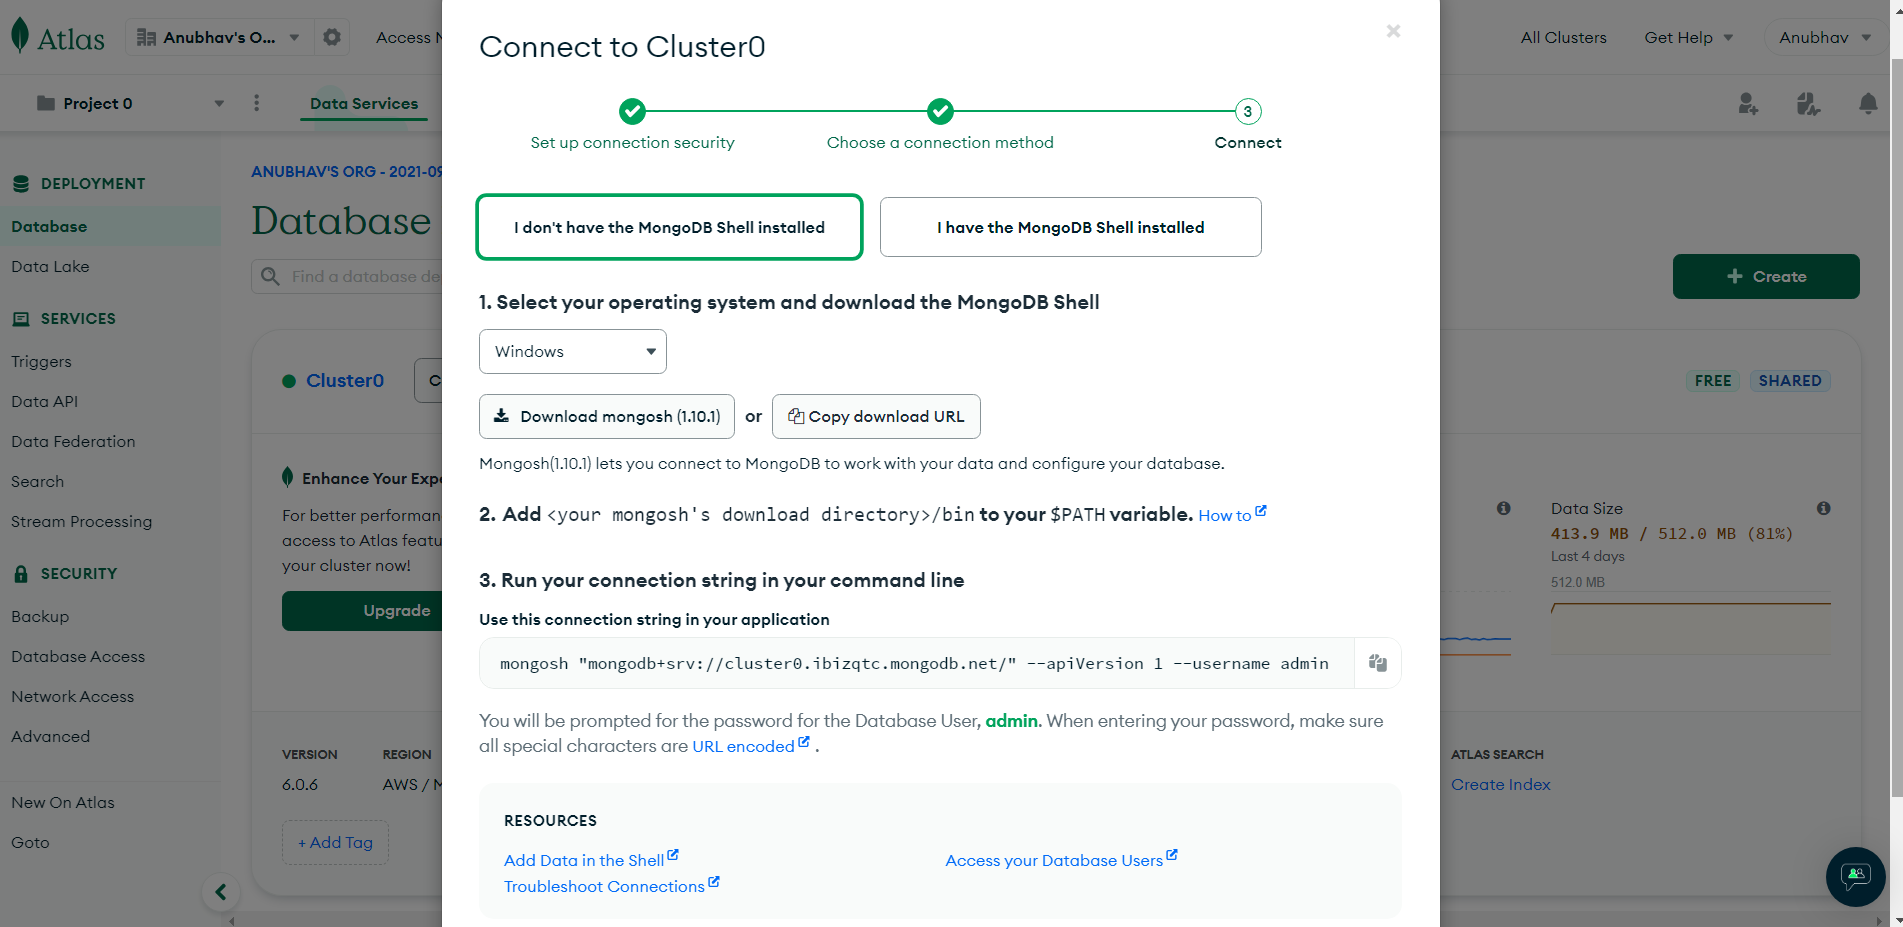 Atlas
Anubhav's O...
Access N
All Clusters
Get Help
Anubhav
Project 0
Data Services
DEPLOYMENT
Database
Data Lake
SERVICES
Triggers
Data API
Data Federation
Search
Stream Processing
SECURITY
Backup
Database Access
Network Access
Advanced
New On Atlas
Goto
ANUBHAV'S ORG - 2021-09
Database
Find a database de
Cluster0
C
Enhance Your Expe
For better performan
access to Atlas featu
your cluster now!
Upgrade
VERSION
6.0.6
REGION
AWS / M
+ Add Tag
Connect to Cluster0
Set up connection security
Choose a connection method
3
Connect
I don't have the MongoDB Shell installed
I have the MongoDB Shell installed
1. Select your operating system and download the MongoDB Shell
Windows
Download mongosh (1.10.1)
or
Copy download URL
Mongosh(1.10.1) lets you connect to MongoDB to work with your data and configure your database.
2. Add <your mongosh's download directory>/bin to your $PATH variable. How to
3. Run your connection string in your command line
Use this connection string in your application
mongosh "mongodb+srv://cluster0.ibizqtc.mongodb.net/" --apiVersion 1 --username admin
You will be prompted for the password for the Database User, admin. When entering your password, make sure
all special characters are URL encoded .
RESOURCES
Add Data in the Shell
Access your Database Users
Troubleshoot Connections
+ Create
FREE
SHARED
Data Size
413.9 MB / 512.0 MB (81%)
Last 4 days
512.0 MB
ATLAS SEARCH
Create Index